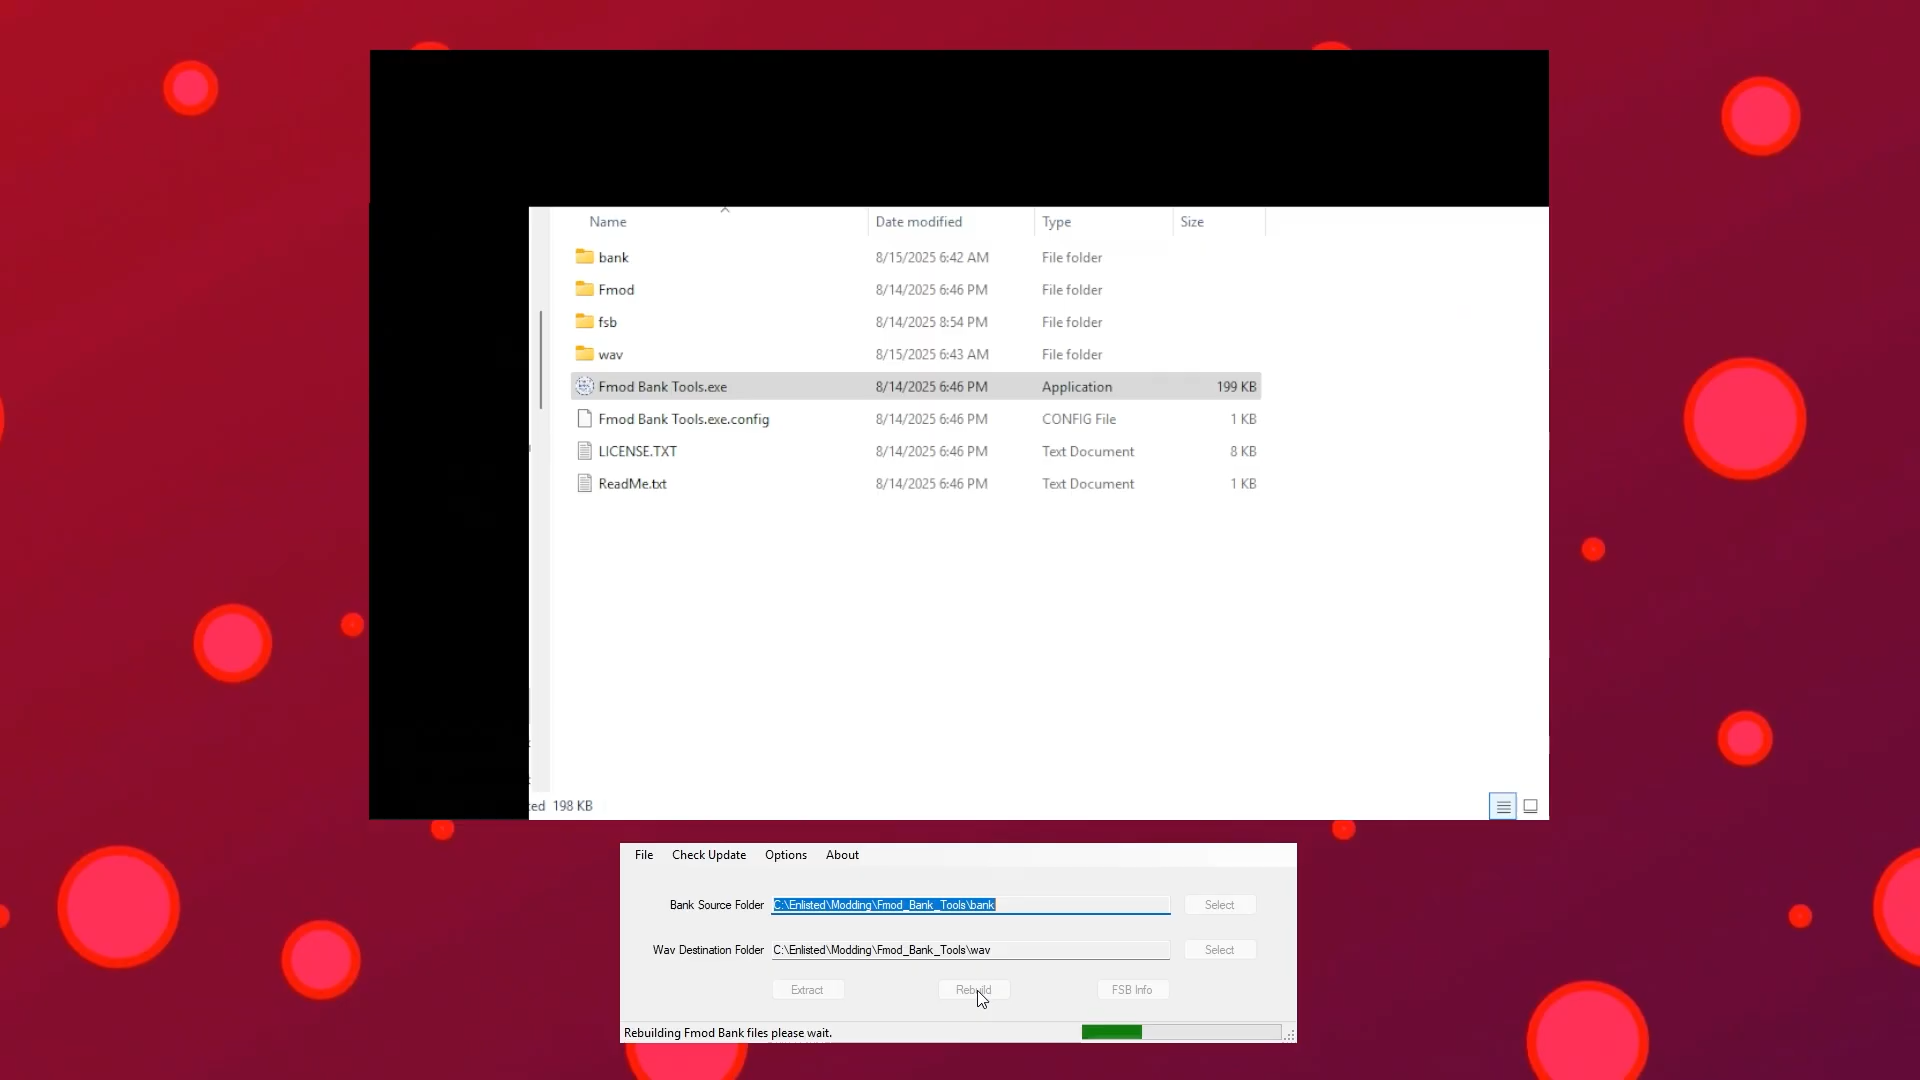 Name Date modified Type Size
bank 8/15/2025 6:42 AM File folder
Fmod 8/14/2025 6:46 PM File folder
fsb 8/14/2025 8:54 PM File folder
wav 8/15/2025 6:43 AM File folder
Fmod Bank Tools.exe 8/14/2025 6:46 PM Application 199 KB
Fmod Bank Tools.exe.config 8/14/2025 6:46 PM CONFIG File 1 KB
LICENSE.TXT 8/14/2025 6:46 PM Text Document 8 KB
ReadMe.txt 8/14/2025 6:46 PM Text Document 1 KB
ed 198 KB
File Check Update Options About
Bank Source Folder C:\Enlisted\Modding\Fmod_Bank_Tools\bank Select
Wav Destination Folder C:\Enlisted\Modding\Fmod_Bank_Tools\wav Select
Extract Rebuild FSB Info
Rebuilding Fmod Bank files please wait.